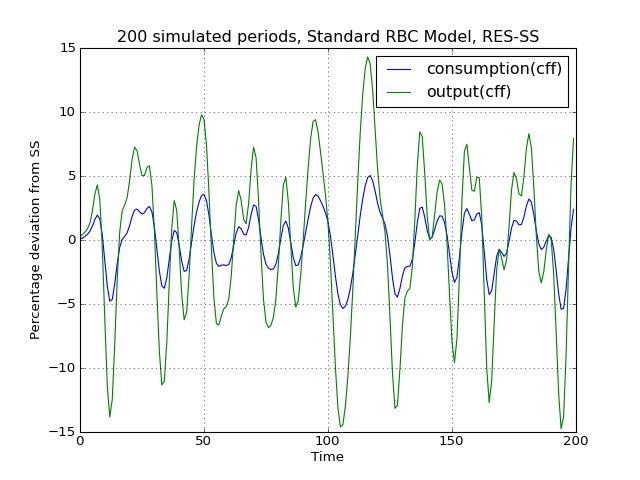 200 simulated periods, Standard RBC Model, RES-SS
15
10
5
0
−5
−10
−15
Percentage deviation from SS
consumption(cff)
output(cff)
0 50 100 150 200
Time